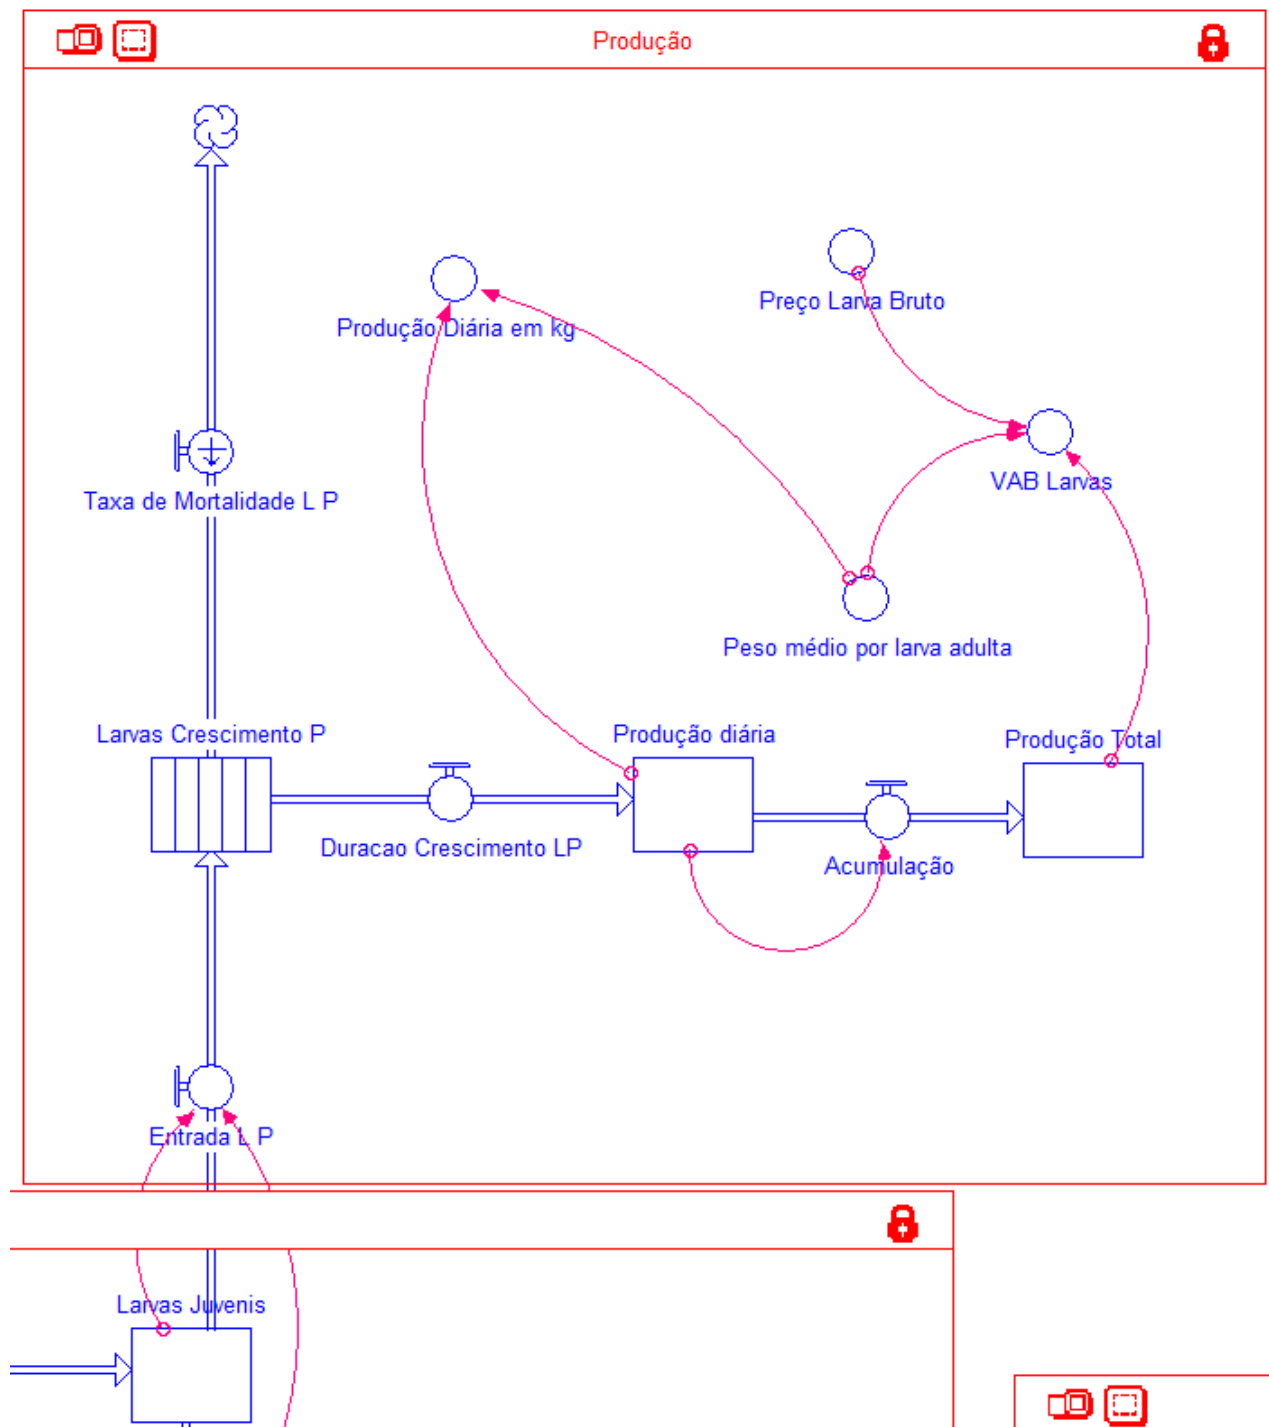 Produção
Preço Larva Bruto
Produção Diária em kg
VAB Larvas
Taxa de Mortalidade L P
Peso médio por larva adulta
Larvas Crescimento P
Produção diária
Produção Total
Duracao Crescimento LP
Acumulação
Entrada L P
Larvas Juvenis